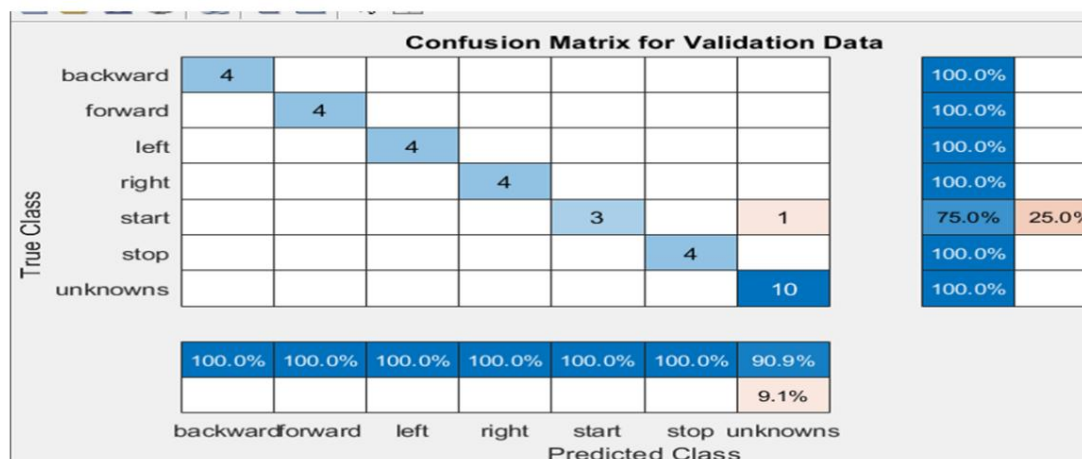 Confusion Matrix for Validation Data
True Class
backward 4 100.0%
forward 4 100.0%
left 4 100.0%
right 4 100.0%
start 3 1 75.0% 25.0%
stop 4 100.0%
unknowns 10 100.0%
100.0% 100.0% 100.0% 100.0% 100.0% 100.0% 90.9%
9.1%
backward forward left right start stop unknowns
Predicted Class